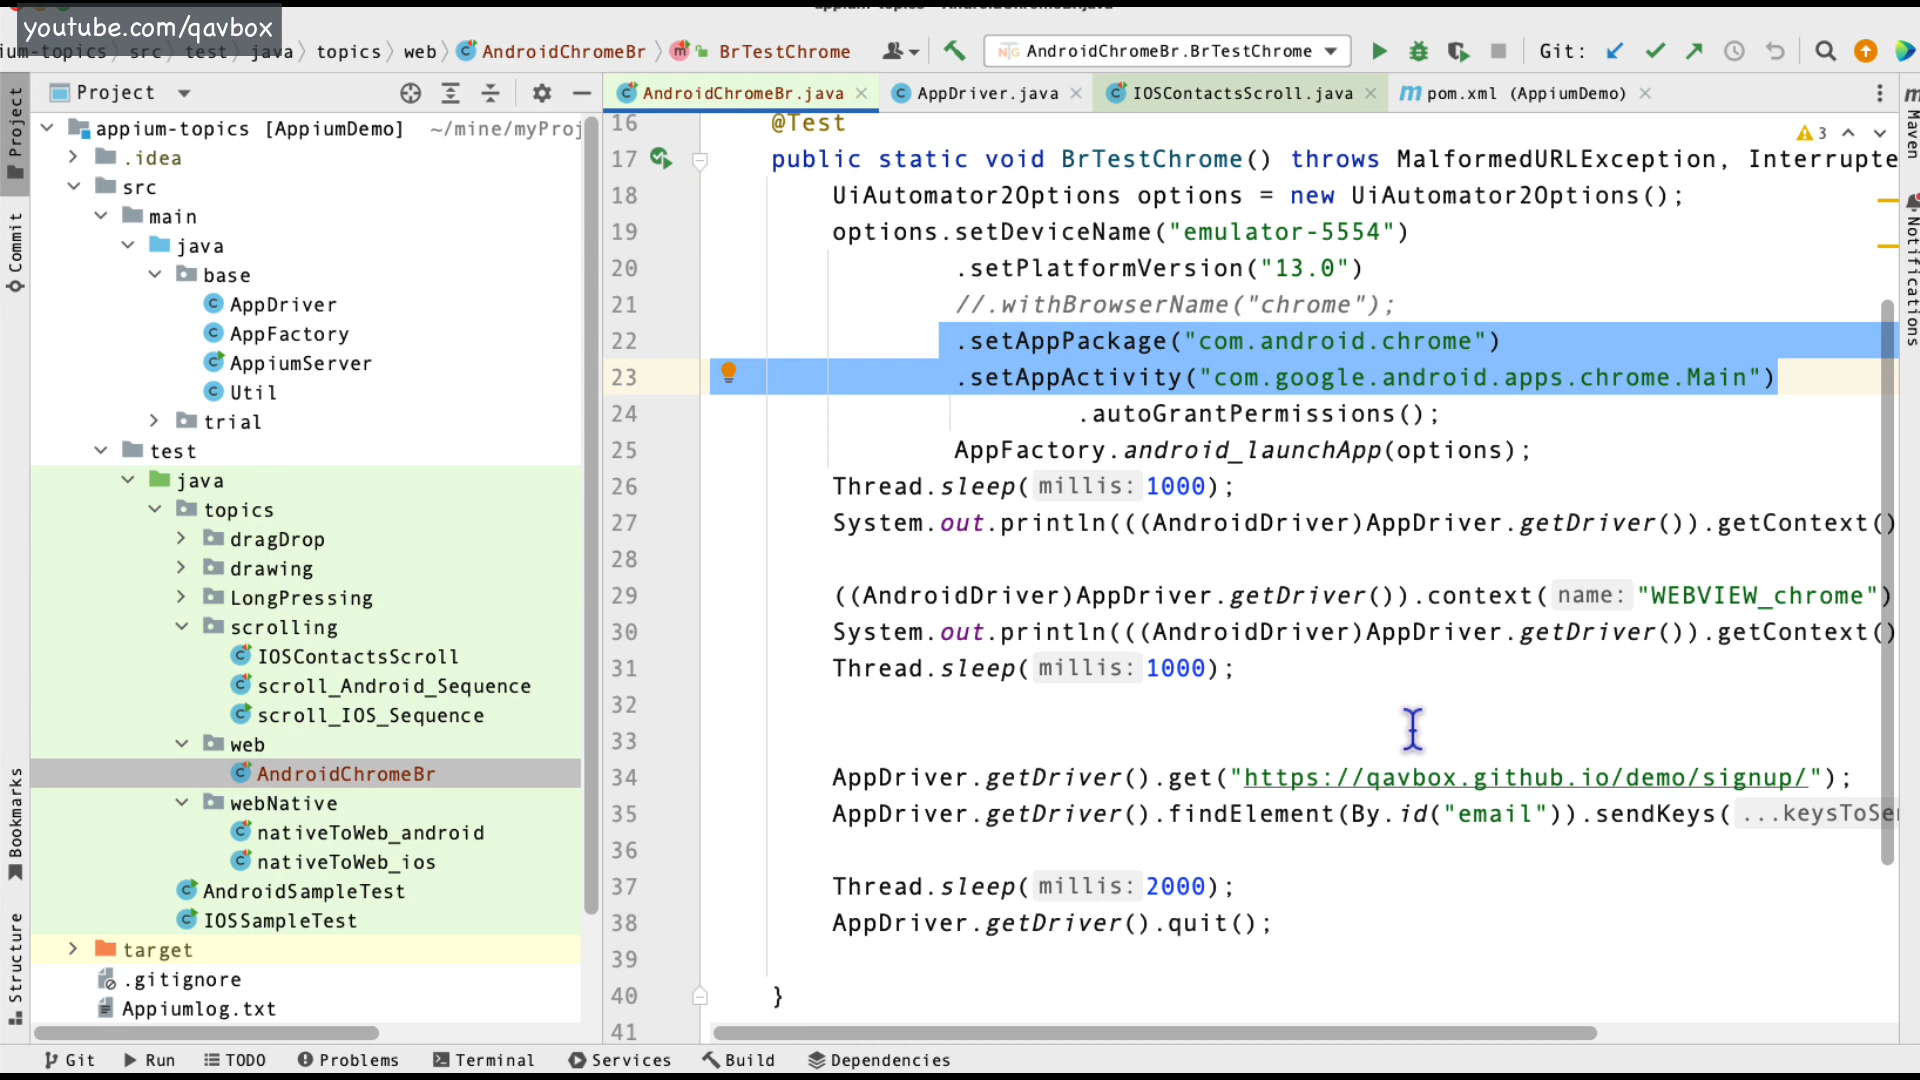 youtube.com/qavbox
src test java topics web AndroidChromeBr BrTestChrome AndroidChromeBr.BrTestChrome Git:
Project
AndroidChromeBr.java AppDriver.java IOSContactsScroll.java pom.xml (AppiumDemo)
Project
Commit
Bookmarks
Structure
Maven
Notifications
appium-topics [AppiumDemo] ~/mine/myProj
.idea
src
main
java
base
AppDriver
AppFactory
AppiumServer
Util
trial
test
java
topics
dragDrop
drawing
LongPressing
scrolling
IOSContactsScroll
scroll_Android_Sequence
scroll_IOS_Sequence
web
AndroidChromeBr
webNative
nativeToWeb_android
nativeToWeb_ios
AndroidSampleTest
IOSSampleTest
target
.gitignore
Appiumlog.txt
3
16 @Test
17 public static void BrTestChrome() throws MalformedURLException, Interrupte
18 UiAutomator2Options options = new UiAutomator2Options();
19 options.setDeviceName("emulator-5554")
20 .setPlatformVersion("13.0")
21 //.withBrowserName("chrome");
22 .setAppPackage("com.android.chrome")
23 .setAppActivity("com.google.android.apps.chrome.Main")
24 .autoGrantPermissions();
25 AppFactory.android_launchApp(options);
26 Thread.sleep( millis: 1000);
27 System.out.println(((AndroidDriver)AppDriver.getDriver()).getContext()
28
29 ((AndroidDriver)AppDriver.getDriver()).context( name: "WEBVIEW_chrome")
30 System.out.println(((AndroidDriver)AppDriver.getDriver()).getContext()
31 Thread.sleep( millis: 1000);
32
33
34 AppDriver.getDriver().get("https://qavbox.github.io/demo/signup/");
35 AppDriver.getDriver().findElement(By.id("email")).sendKeys( ...keysToSen
36
37 Thread.sleep( millis: 2000);
38 AppDriver.getDriver().quit();
39
40 }
41
Git Run TODO Problems Terminal Services Build Dependencies